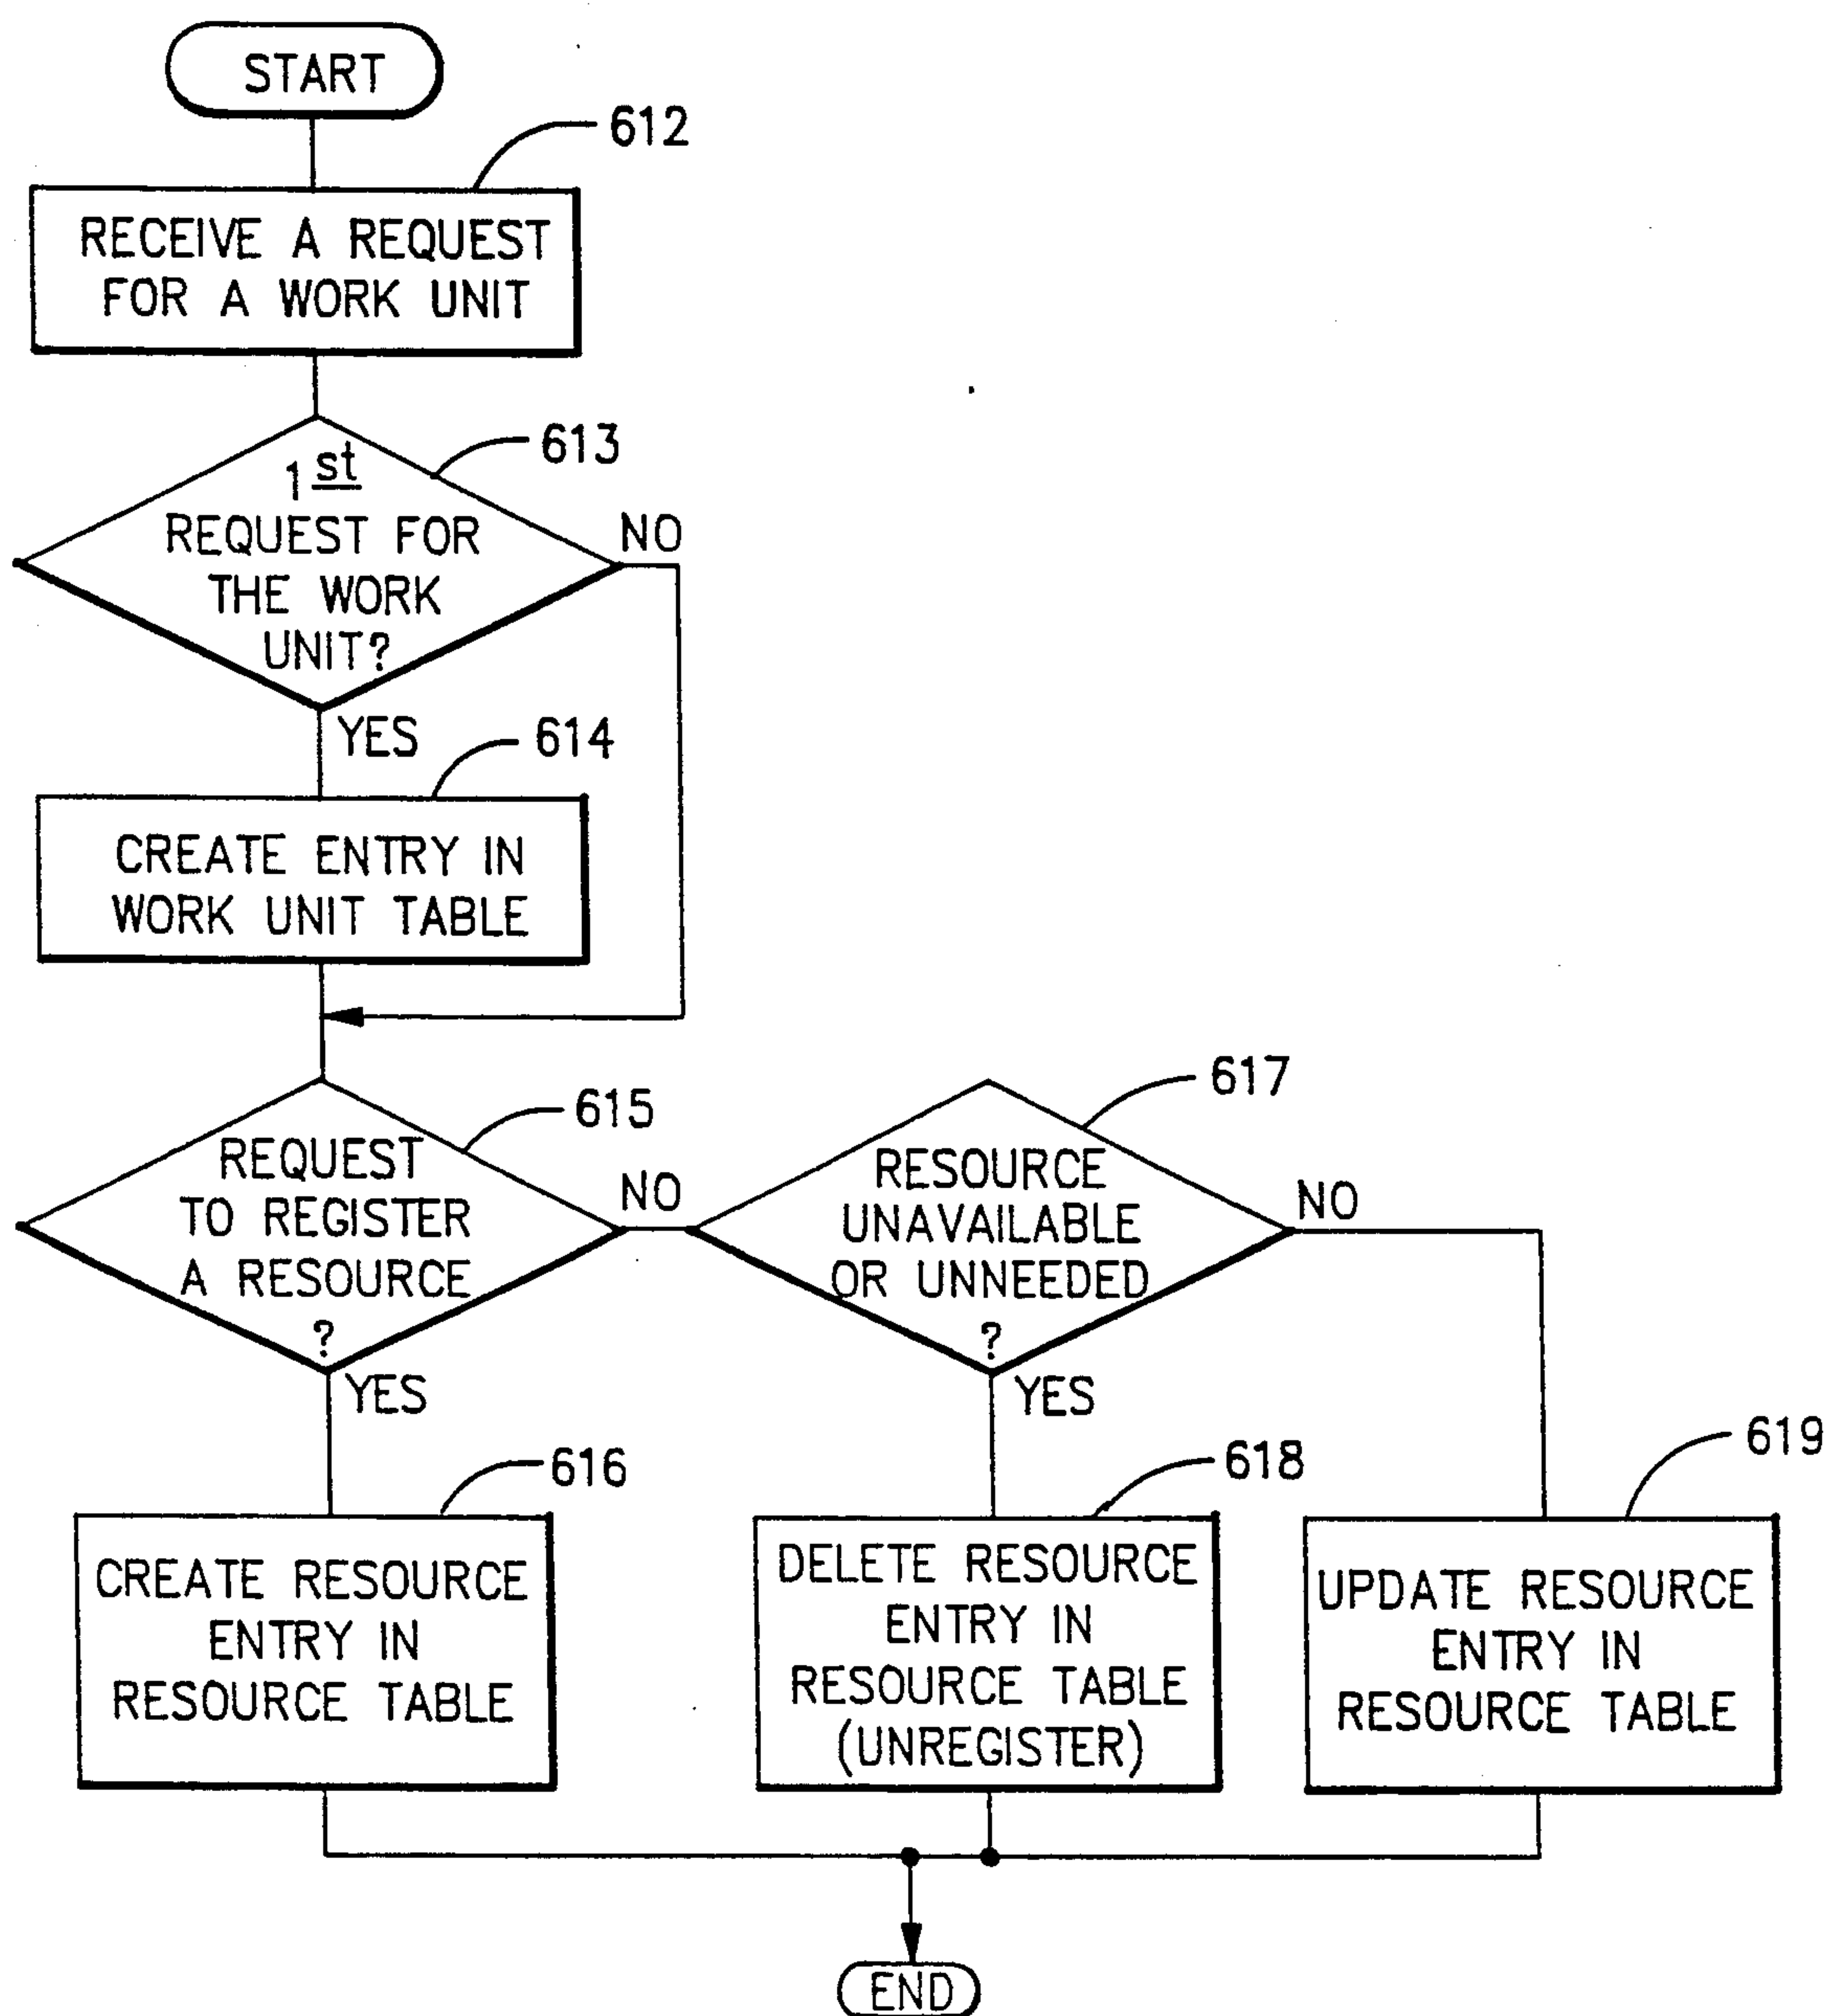 START
612
RECEIVE A REQUEST
FOR A WORK UNIT
613
1st
REQUEST FOR
THE WORK
UNIT?
NO
YES
614
CREATE ENTRY IN
WORK UNIT TABLE
615
REQUEST
TO REGISTER
A RESOURCE
?
NO
YES
617
RESOURCE
UNAVAILABLE
OR UNNEEDED
?
NO
YES
616
CREATE RESOURCE
ENTRY IN
RESOURCE TABLE
618
DELETE RESOURCE
ENTRY IN
RESOURCE TABLE
(UNREGISTER)
619
UPDATE RESOURCE
ENTRY IN
RESOURCE TABLE
END